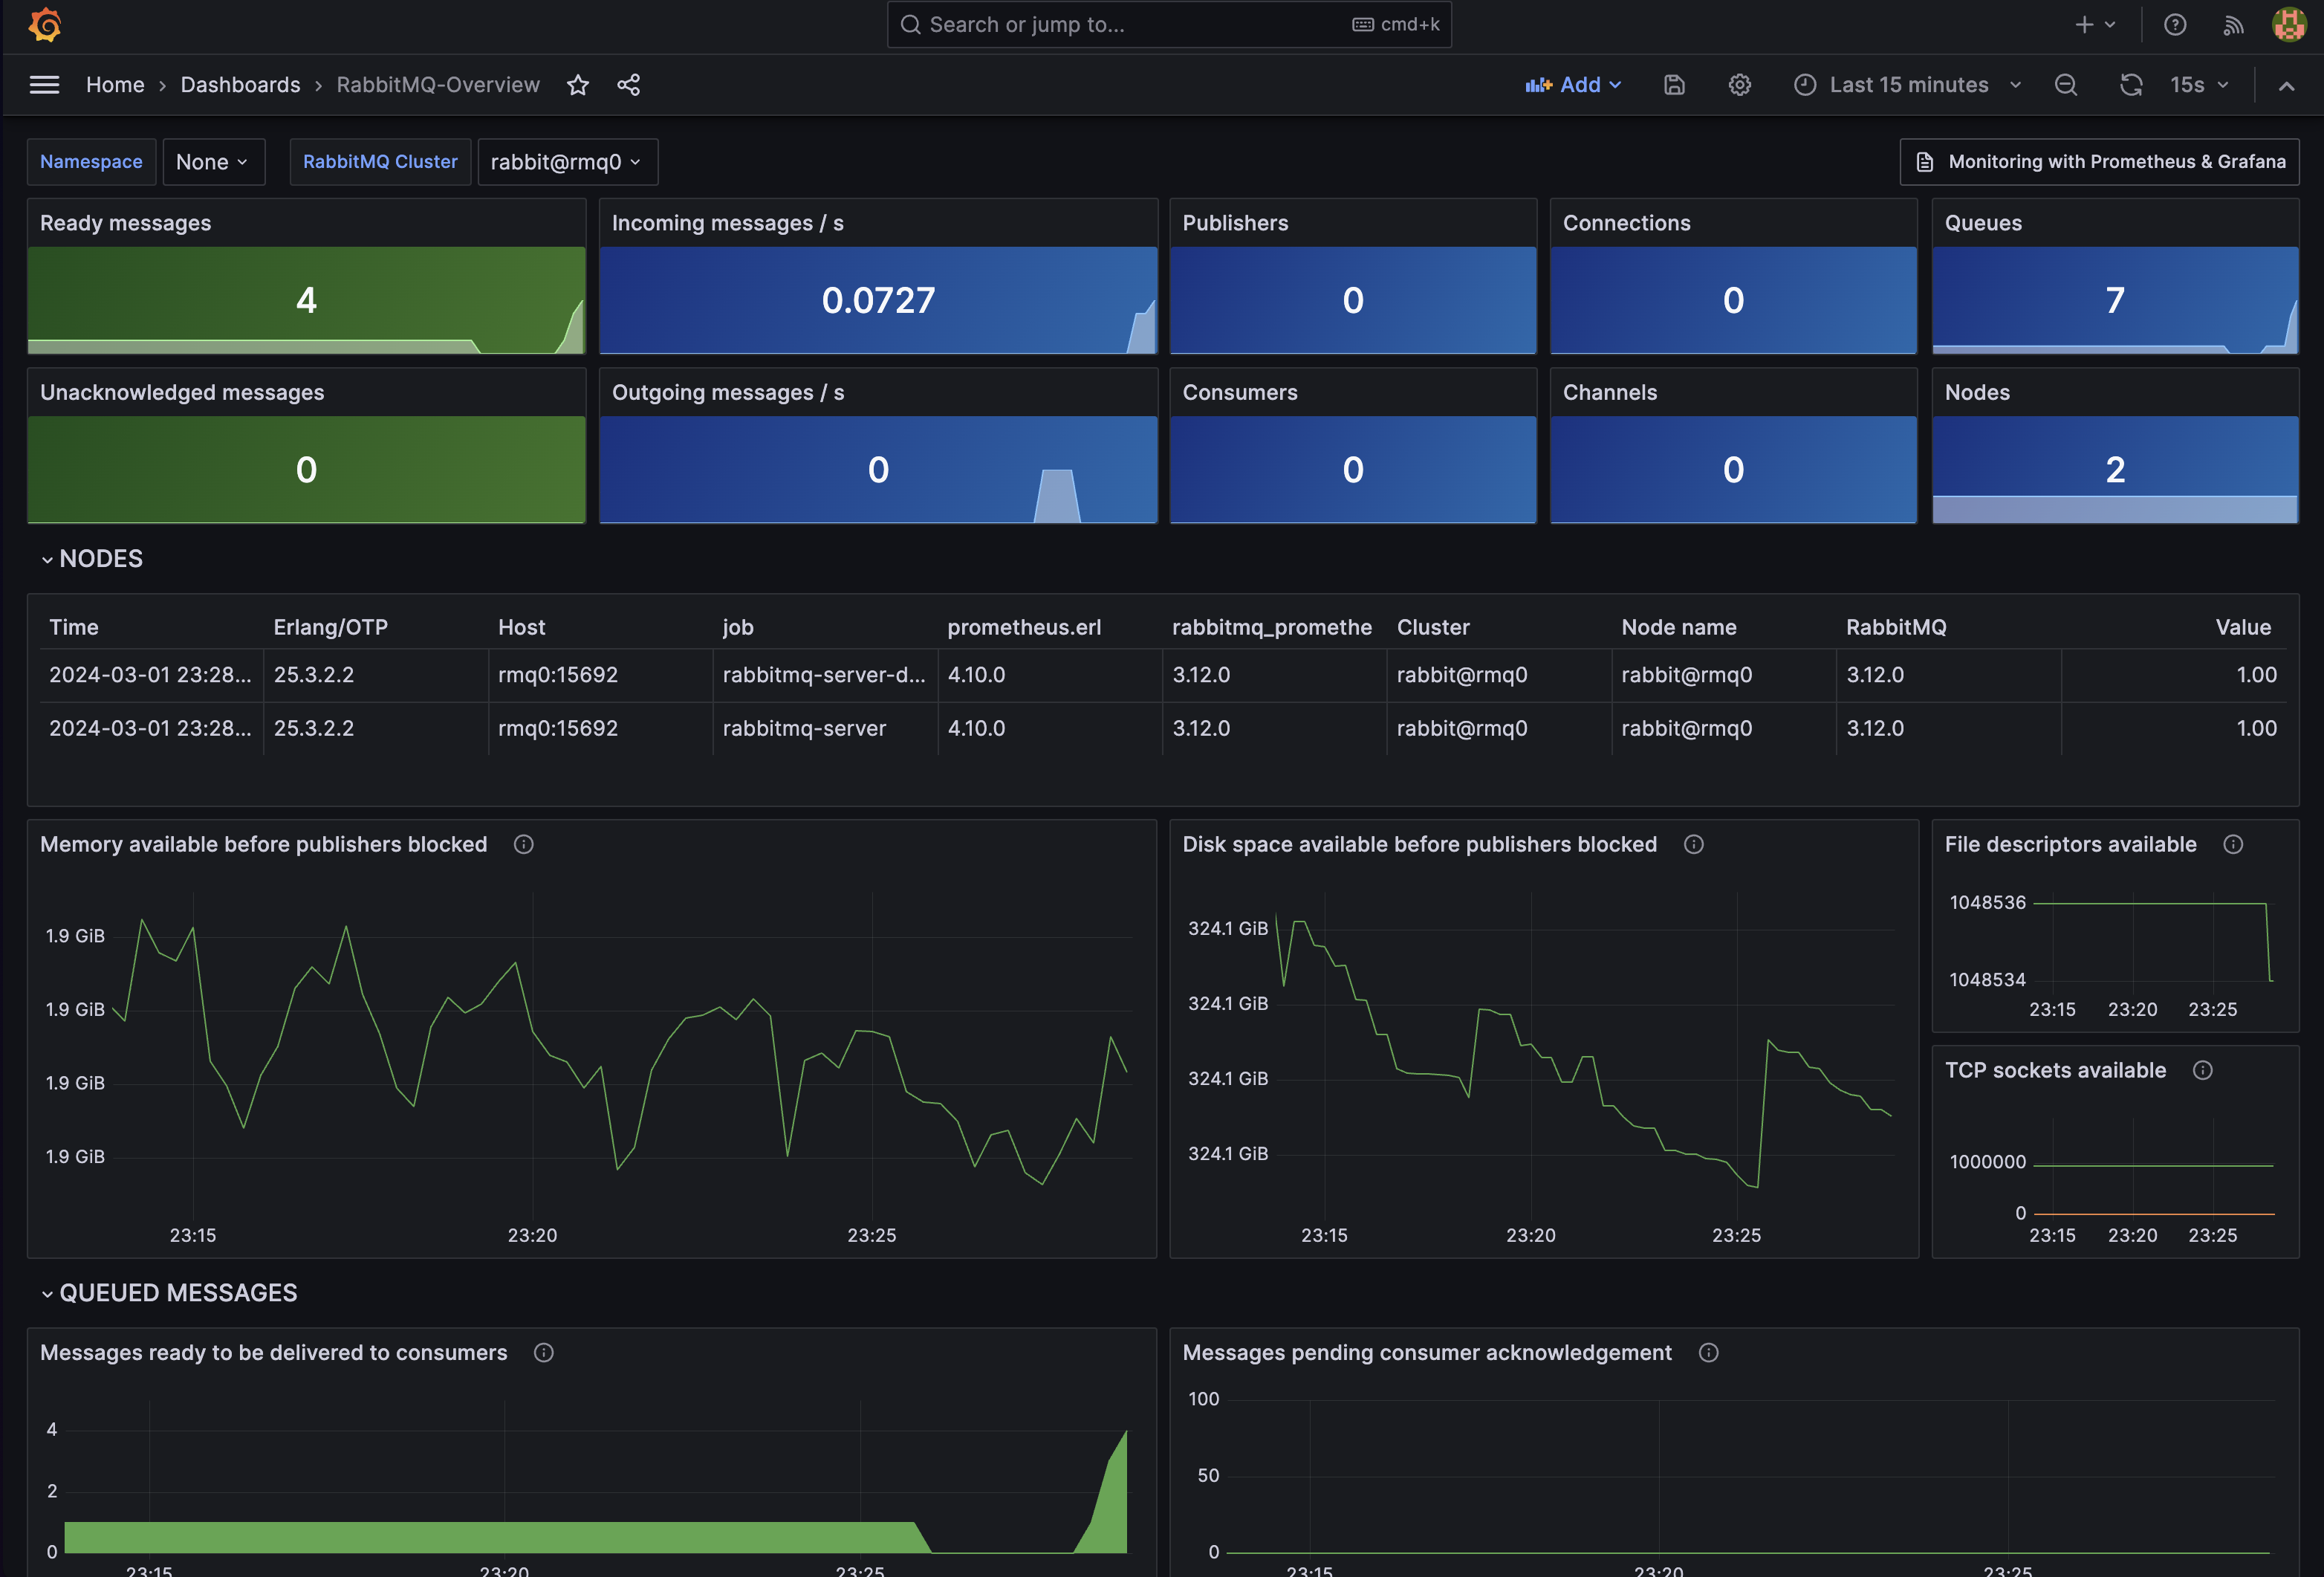 Search or jump to... cmd+k
Home › Dashboards › RabbitMQ-Overview Add Last 15 minutes 15s
Namespace None RabbitMQ Cluster rabbit@rmq0 Monitoring with Prometheus & Grafana
Ready messages
4
Incoming messages / s
0.0727
Publishers
0
Connections
0
Queues
7
Unacknowledged messages
0
Outgoing messages / s
0
Consumers
0
Channels
0
Nodes
2
NODES
Time Erlang/OTP Host job prometheus.erl rabbitmq_promethe Cluster Node name RabbitMQ Value
2024-03-01 23:28... 25.3.2.2 rmq0:15692 rabbitmq-server-d... 4.10.0 3.12.0 rabbit@rmq0 rabbit@rmq0 3.12.0 1.00
2024-03-01 23:28... 25.3.2.2 rmq0:15692 rabbitmq-server 4.10.0 3.12.0 rabbit@rmq0 rabbit@rmq0 3.12.0 1.00
Memory available before publishers blocked
1.9 GiB
1.9 GiB
1.9 GiB
1.9 GiB
23:15 23:20 23:25
Disk space available before publishers blocked
324.1 GiB
324.1 GiB
324.1 GiB
324.1 GiB
23:15 23:20 23:25
File descriptors available
1048536
1048534
23:15 23:20 23:25
TCP sockets available
1000000
0
23:15 23:20 23:25
QUEUED MESSAGES
Messages ready to be delivered to consumers
4
2
0
23:15 23:20 23:25
Messages pending consumer acknowledgement
100
50
0
23:15 23:20 23:25